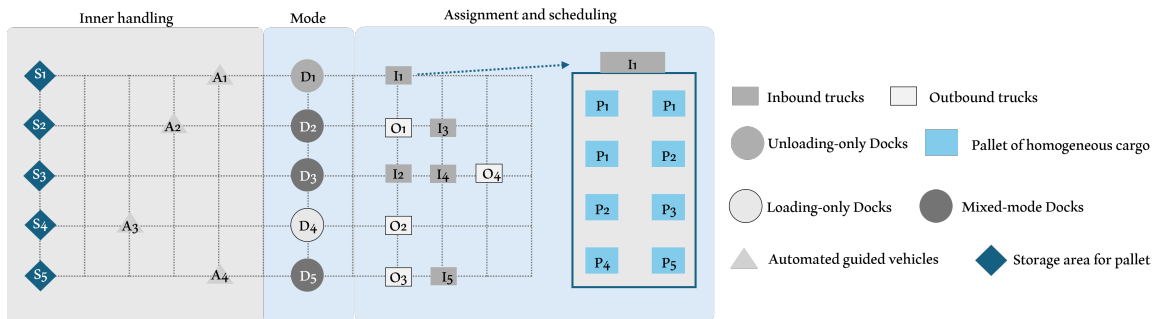 Inner handling
Mode
Assignment and scheduling
S1 A1 D1 I1 I1
P1 P1
S2 A2 D2 O1 I3
P1 P2
S3 D3 I2 I4 O4
P2 P3
S4 A3 D4 O2
P4 P5
S5 A4 D5 O3 I5
Inbound trucks
Outbound trucks
Unloading-only Docks
Pallet of homogeneous cargo
Loading-only Docks
Mixed-mode Docks
Automated guided vehicles
Storage area for pallet